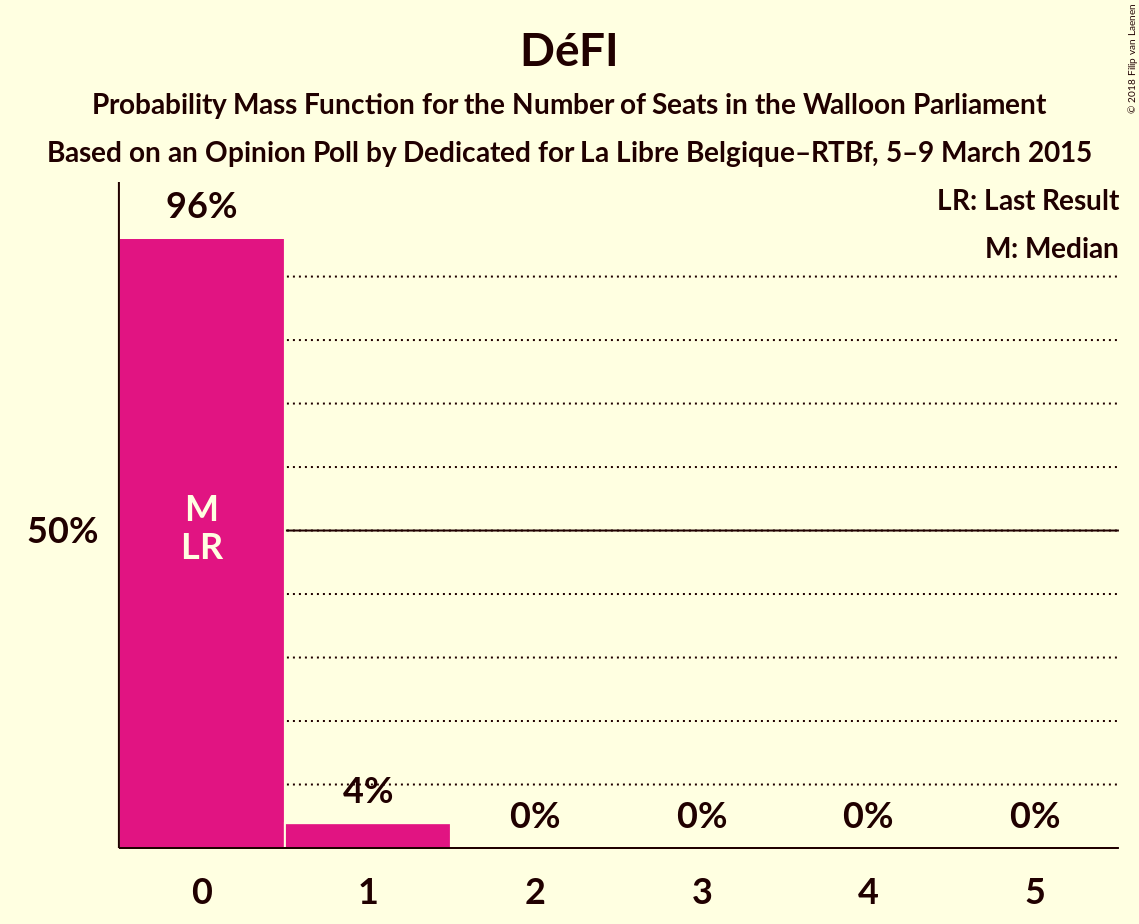 DéFI
Probability Mass Function for the Number of Seats in the Walloon Parliament
Based on an Opinion Poll by Dedicated for La Libre Belgique–RTBf, 5–9 March 2015
© 2018 Filip van Laenen
LR: Last Result
M: Median
96%
M
LR
50%
4%
0%
0%
0%
0%
0
1
2
3
4
5